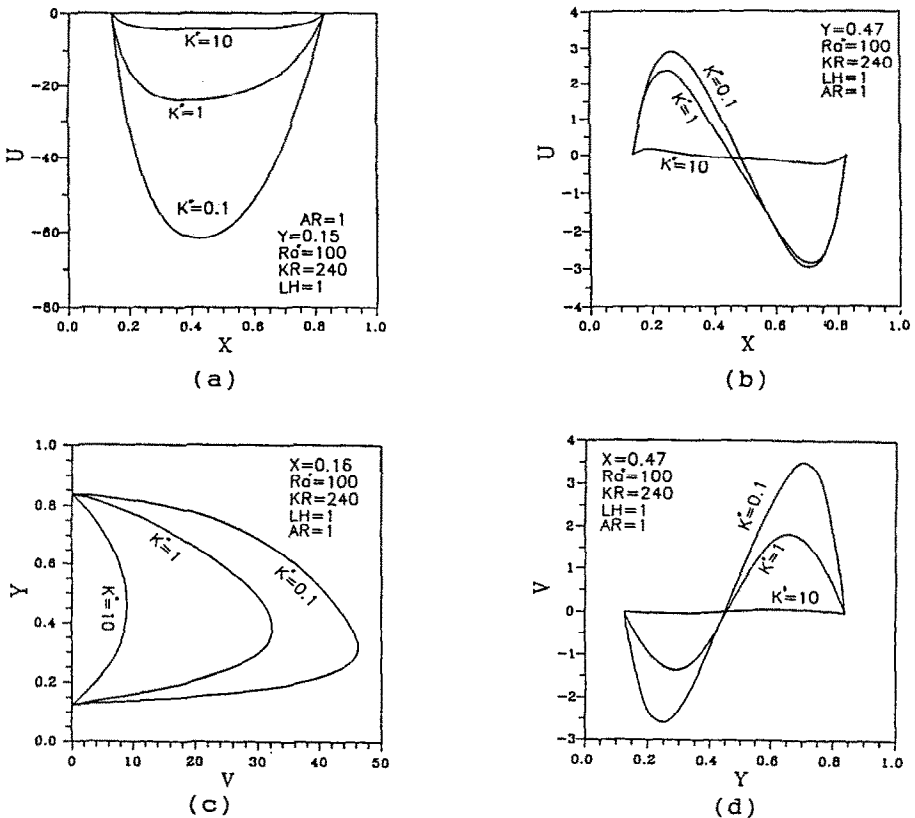 0
-20
-40
-60
-80
U
0.0 0.2 0.4 0.6 0.8 1.0
X
K*=10
K*=1
K*=0.1
AR=1
Y=0.15
Ra*=100
KR=240
LH=1
(a)
4
3
2
1
0
-1
-2
-3
-4
U
0.0 0.2 0.4 0.6 0.8 1.0
X
Y=0.47
Ra*=100
KR=240
LH=1
AR=1
K*=0.1
K*=1
K*=10
(b)
1.0
0.8
0.6
0.4
0.2
0.0
Y
0 10 20 30 40 50
V
X=0.16
Ra*=100
KR=240
LH=1
AR=1
K*=1
K*=0.1
K*=10
(c)
4
3
2
1
0
-1
-2
-3
V
0.0 0.2 0.4 0.6 0.8 1.0
Y
X=0.47
Ra*=100
KR=240
LH=1
AR=1
K*=0.1
K*=1
K*=10
(d)